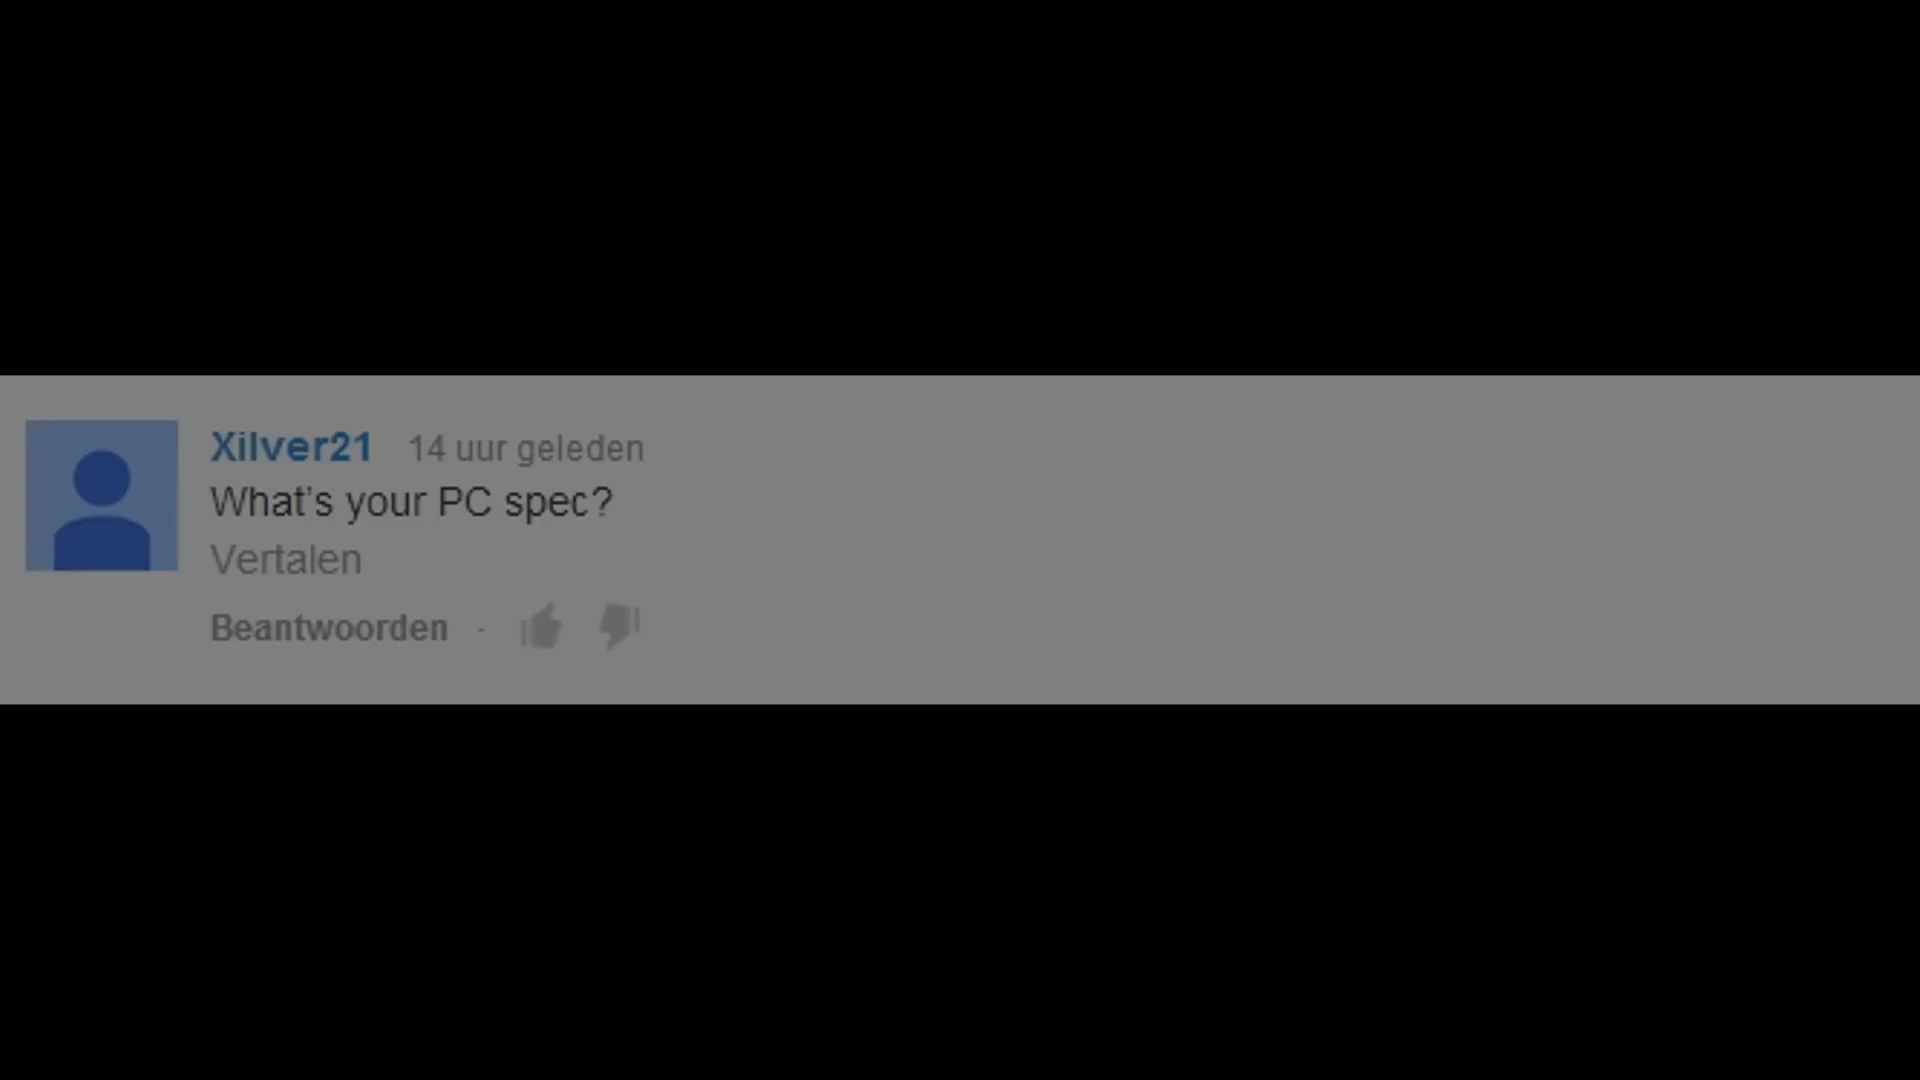 Xilver21 14 uur geleden
What's your PC spec?
Vertalen
Beantwoorden ·